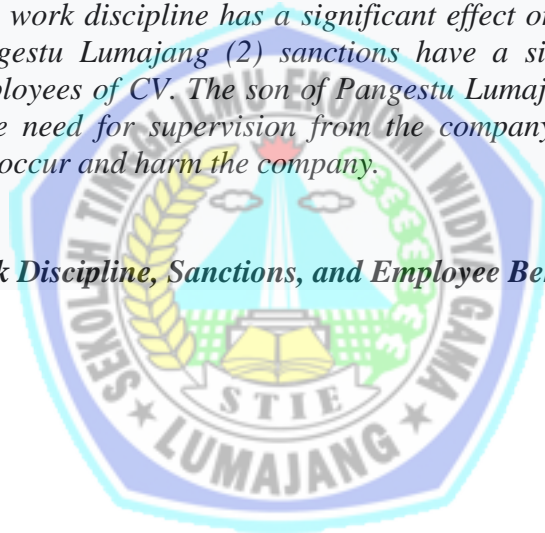 work discipline has a significant effect o
gestu Lumajang (2) sanctions have a si
ployees of CV. The son of Pangestu Lumaj
e need for supervision from the company
occur and harm the company.
k Discipline, Sanctions, and Employee Be
SEKOLAH TINGGI ILMU EKONOMI WIDYA GAMA
STIE
LUMAJANG